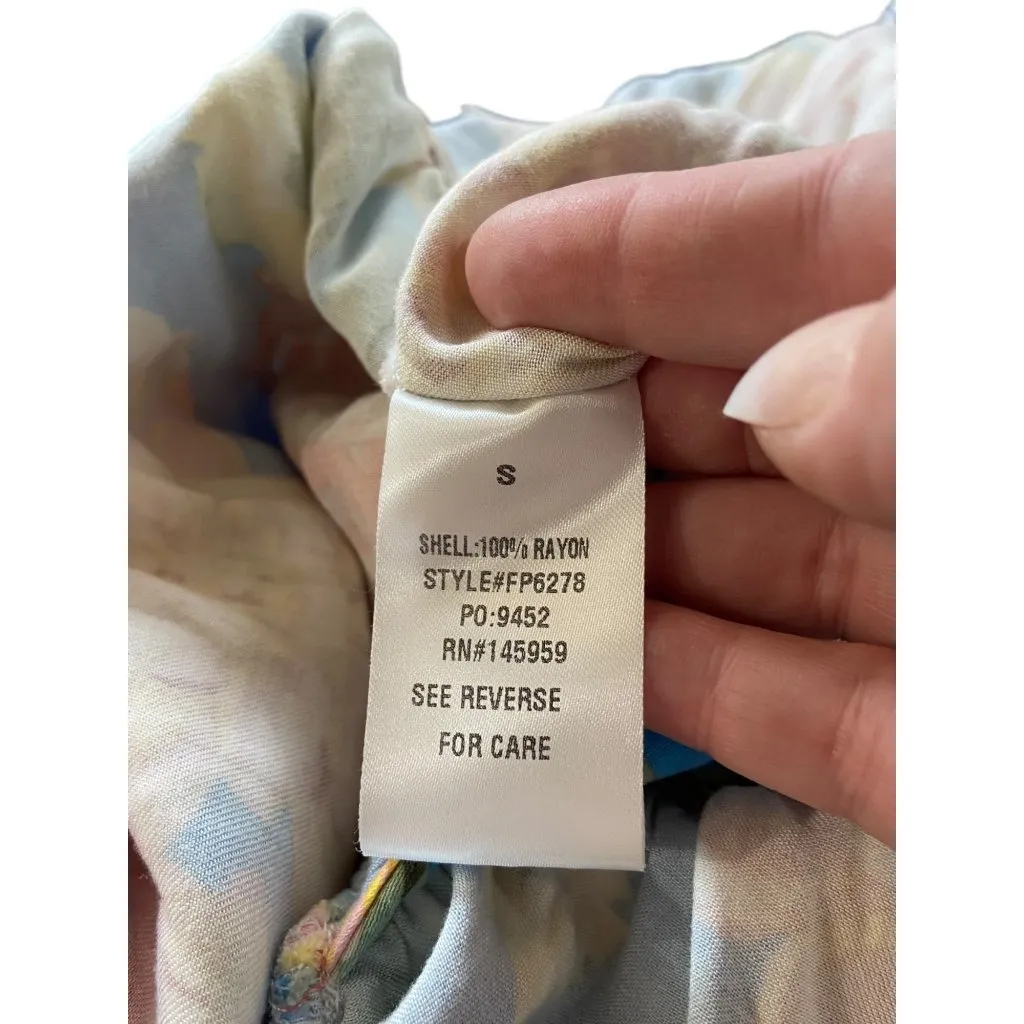 S
SHELL:100% RAYON
STYLE#FP6278
PO:9452
RN#145959
SEE REVERSE
FOR CARE